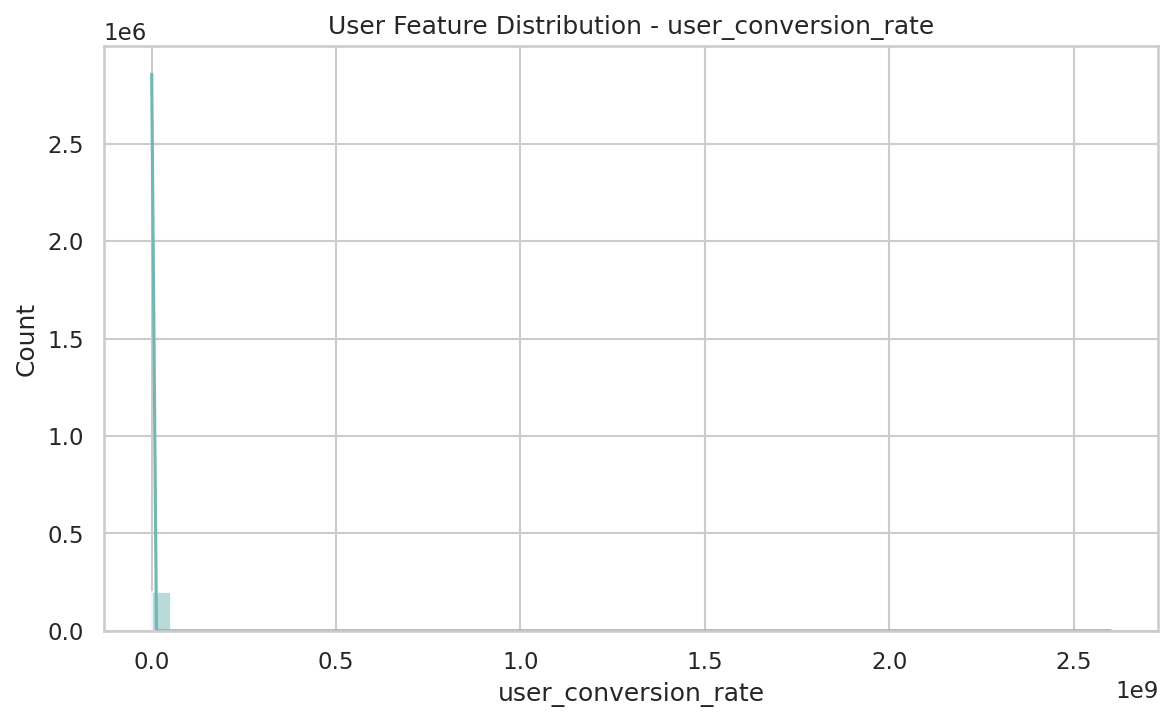 User Feature Distribution - user_conversion_rate
1e6
2.5
2.0
1.5
1.0
0.5
0.0
Count
0.0 0.5 1.0 1.5 2.0 2.5
1e9
user_conversion_rate